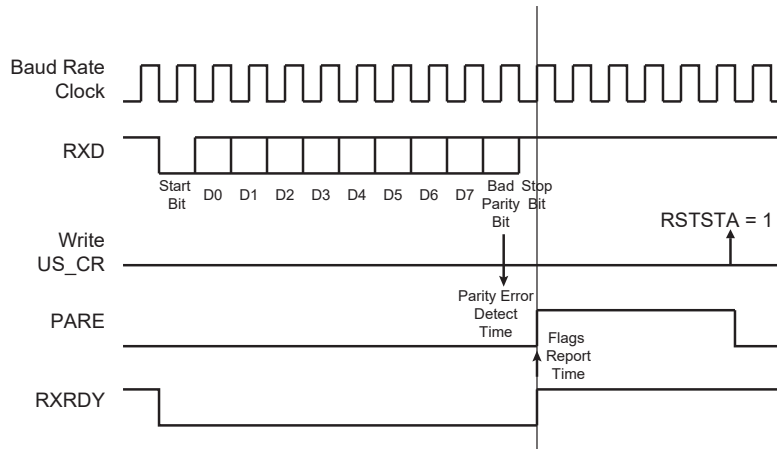 Baud Rate
Clock
RXD
Start
Bit
D0 D1 D2 D3 D4 D5 D6 D7
Bad
Parity
Bit
Stop
Bit
Write
US_CR
RSTSTA = 1
Parity Error
Detect
Time
PARE
Flags
Report
Time
RXRDY